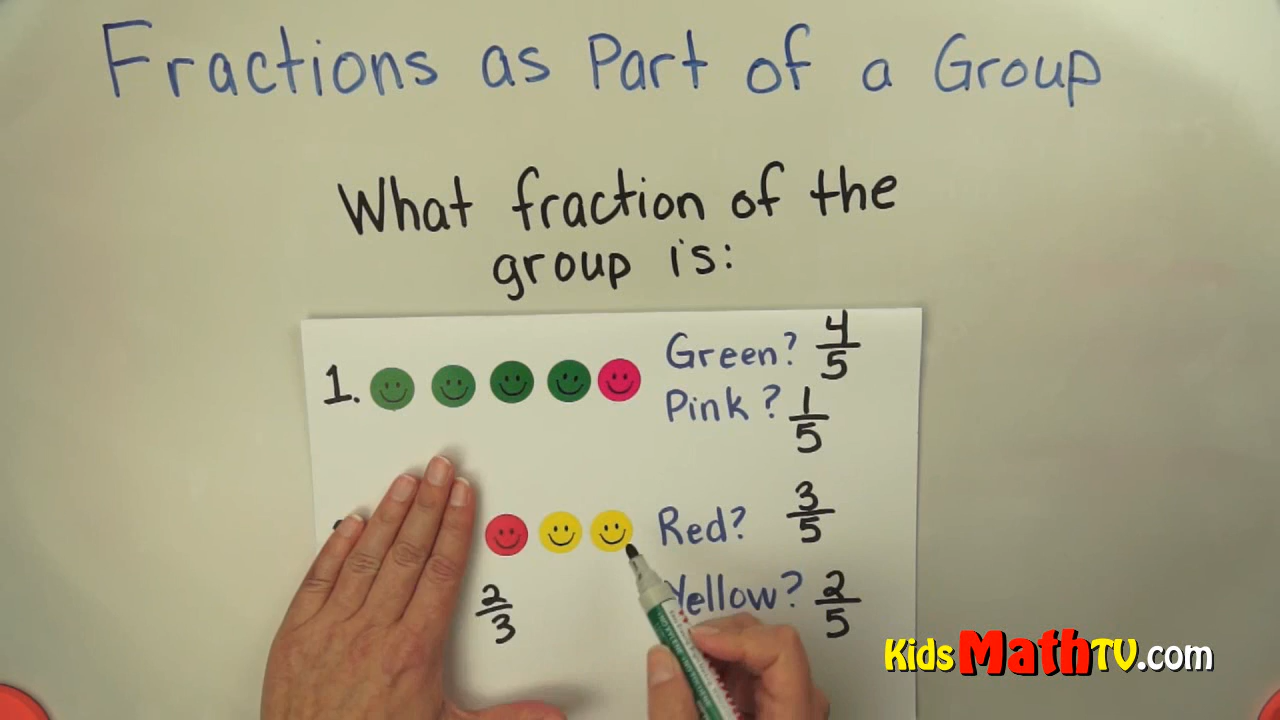 Fractions as Part of a Group
What fraction of the
group is:
1. Green? 4/5
Pink? 1/5
Red? 3/5
Yellow? 2/5
2/3
KidsMathTV.com